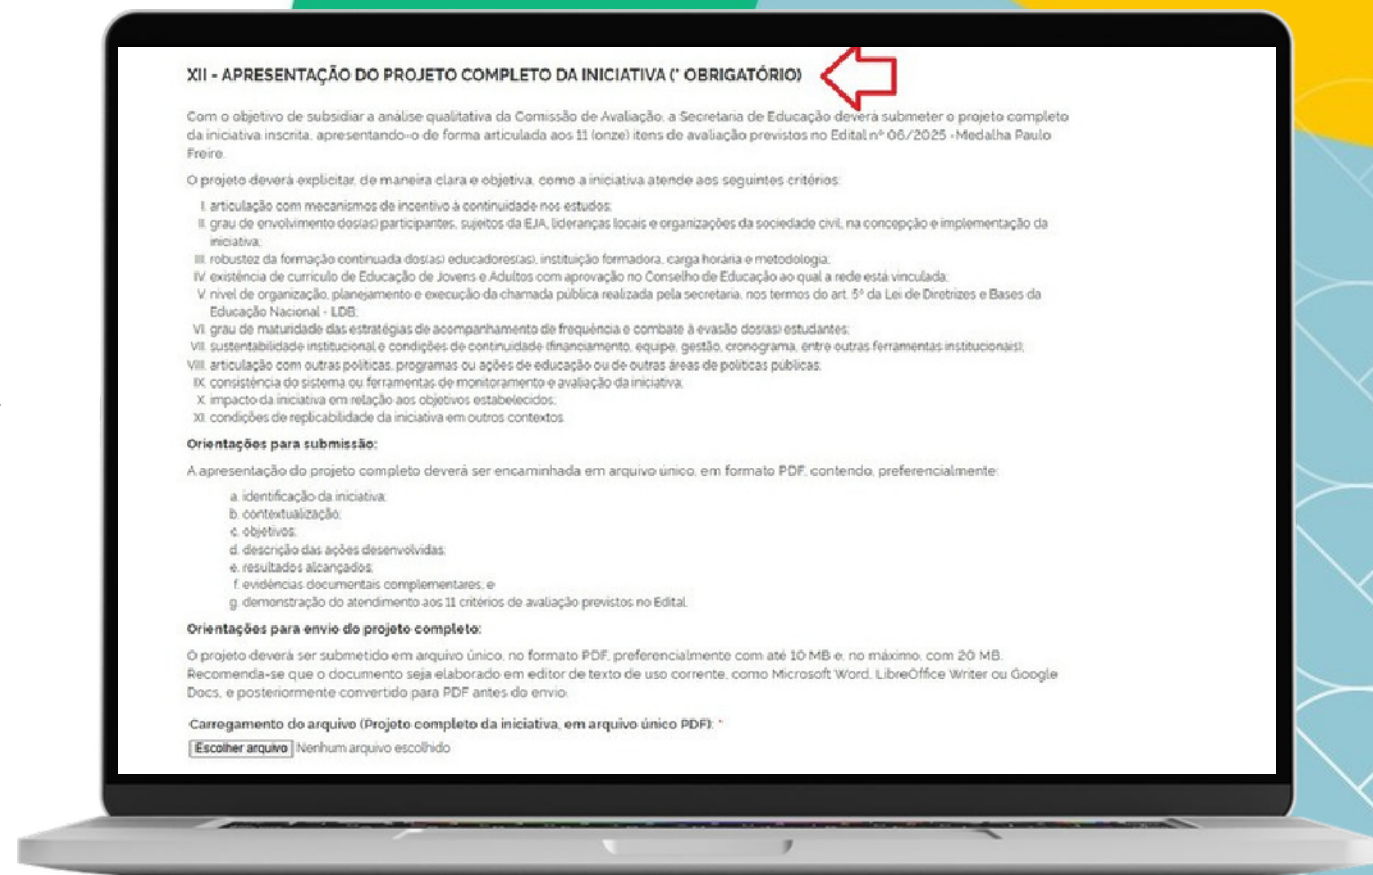 XII - APRESENTAÇÃO DO PROJETO COMPLETO DA INICIATIVA (* OBRIGATÓRIO)
Com o objetivo de subsidiar a análise qualitativa da Comissão de Avaliação, a Secretaria de Educação deverá submeter o projeto completo
da iniciativa inscrita, apresentando-o de forma articulada aos 11 (onze) itens de avaliação previstos no Edital nº 06/2025 -Medalha Paulo
Freire.
O projeto deverá explicitar, de maneira clara e objetiva, como a iniciativa atende aos seguintes critérios:
I. articulação com mecanismos de incentivo à continuidade nos estudos;
II. grau de envolvimento dos(as) participantes, sujeitos da EJA, lideranças locais e organizações da sociedade civil, na concepção e implementação da
iniciativa;
III. robustez da formação continuada dos(as) educadores(as), instituição formadora, carga horária e metodologia;
IV. existência de currículo de Educação de Jovens e Adultos com aprovação no Conselho de Educação ao qual a rede está vinculada;
V. nível de organização, planejamento e execução da chamada pública realizada pela secretaria, nos termos do art. 5º da Lei de Diretrizes e Bases da
Educação Nacional - LDB;
VI. grau de maturidade das estratégias de acompanhamento de frequência e combate à evasão dos(as) estudantes;
VII. sustentabilidade institucional e condições de continuidade (financiamento, equipe, gestão, cronograma, entre outras ferramentas institucionais);
VIII. articulação com outras políticas, programas ou ações de educação ou de outras áreas de políticas públicas;
IX. consistência do sistema ou ferramentas de monitoramento e avaliação da iniciativa;
X. impacto da iniciativa em relação aos objetivos estabelecidos;
XI. condições de replicabilidade da iniciativa em outros contextos.
Orientações para submissão:
A apresentação do projeto completo deverá ser encaminhada em arquivo único, em formato PDF, contendo, preferencialmente:
a. identificação da iniciativa;
b. contextualização;
c. objetivos;
d. descrição das ações desenvolvidas;
e. resultados alcançados;
f. evidências documentais complementares; e
g. demonstração do atendimento aos 11 critérios de avaliação previstos no Edital.
Orientações para envio do projeto completo:
O projeto deverá ser submetido em arquivo único, no formato PDF, preferencialmente com até 10 MB e, no máximo, com 20 MB.
Recomenda-se que o documento seja elaborado em editor de texto de uso corrente, como Microsoft Word, LibreOffice Writer ou Google
Docs, e posteriormente convertido para PDF antes do envio.
Carregamento do arquivo (Projeto completo da iniciativa, em arquivo único PDF): *
Escolher arquivo Nenhum arquivo escolhido